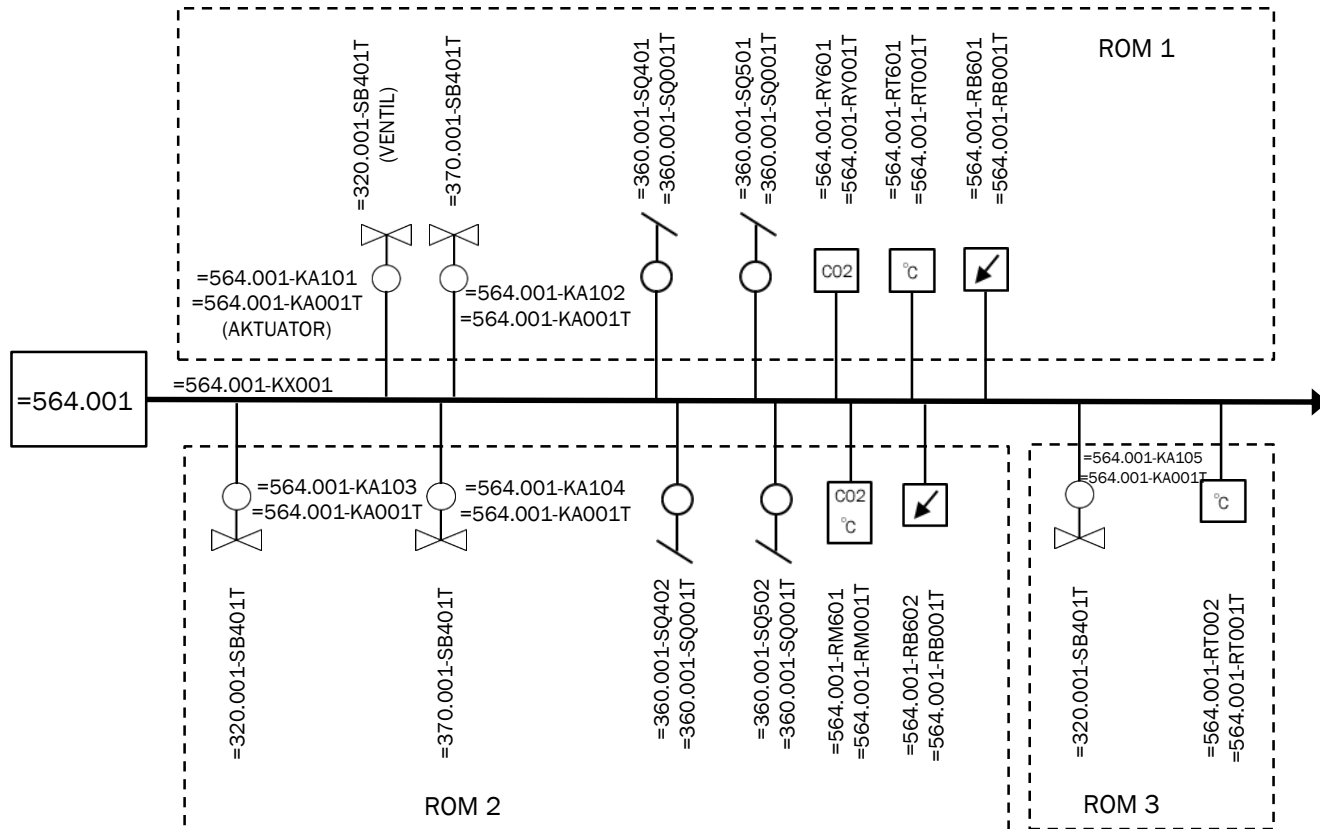 ROM 1
=320.001-SB401T
(VENTIL)
=370.001-SB401T
=360.001-SQ401
=360.001-SQ001T
=360.001-SQ501
=360.001-SQ001T
=564.001-RY601
=564.001-RY001T
=564.001-RT601
=564.001-RT001T
=564.001-RB601
=564.001-RB001T
=564.001-KA101
=564.001-KA001T
(AKTUATOR)
=564.001-KA102
=564.001-KA001T
CO2
°C
=564.001
=564.001-KX001
=564.001-KA103
=564.001-KA001T
=564.001-KA104
=564.001-KA001T
CO2
°C
=320.001-SB401T
=370.001-SB401T
=360.001-SQ402
=360.001-SQ001T
=360.001-SQ502
=360.001-SQ001T
=564.001-RM601
=564.001-RM001T
=564.001-RB602
=564.001-RB001T
ROM 2
=564.001-KA105
=564.001-KA001T
°C
=320.001-SB401T
=564.001-RT002
=564.001-RT001T
ROM 3